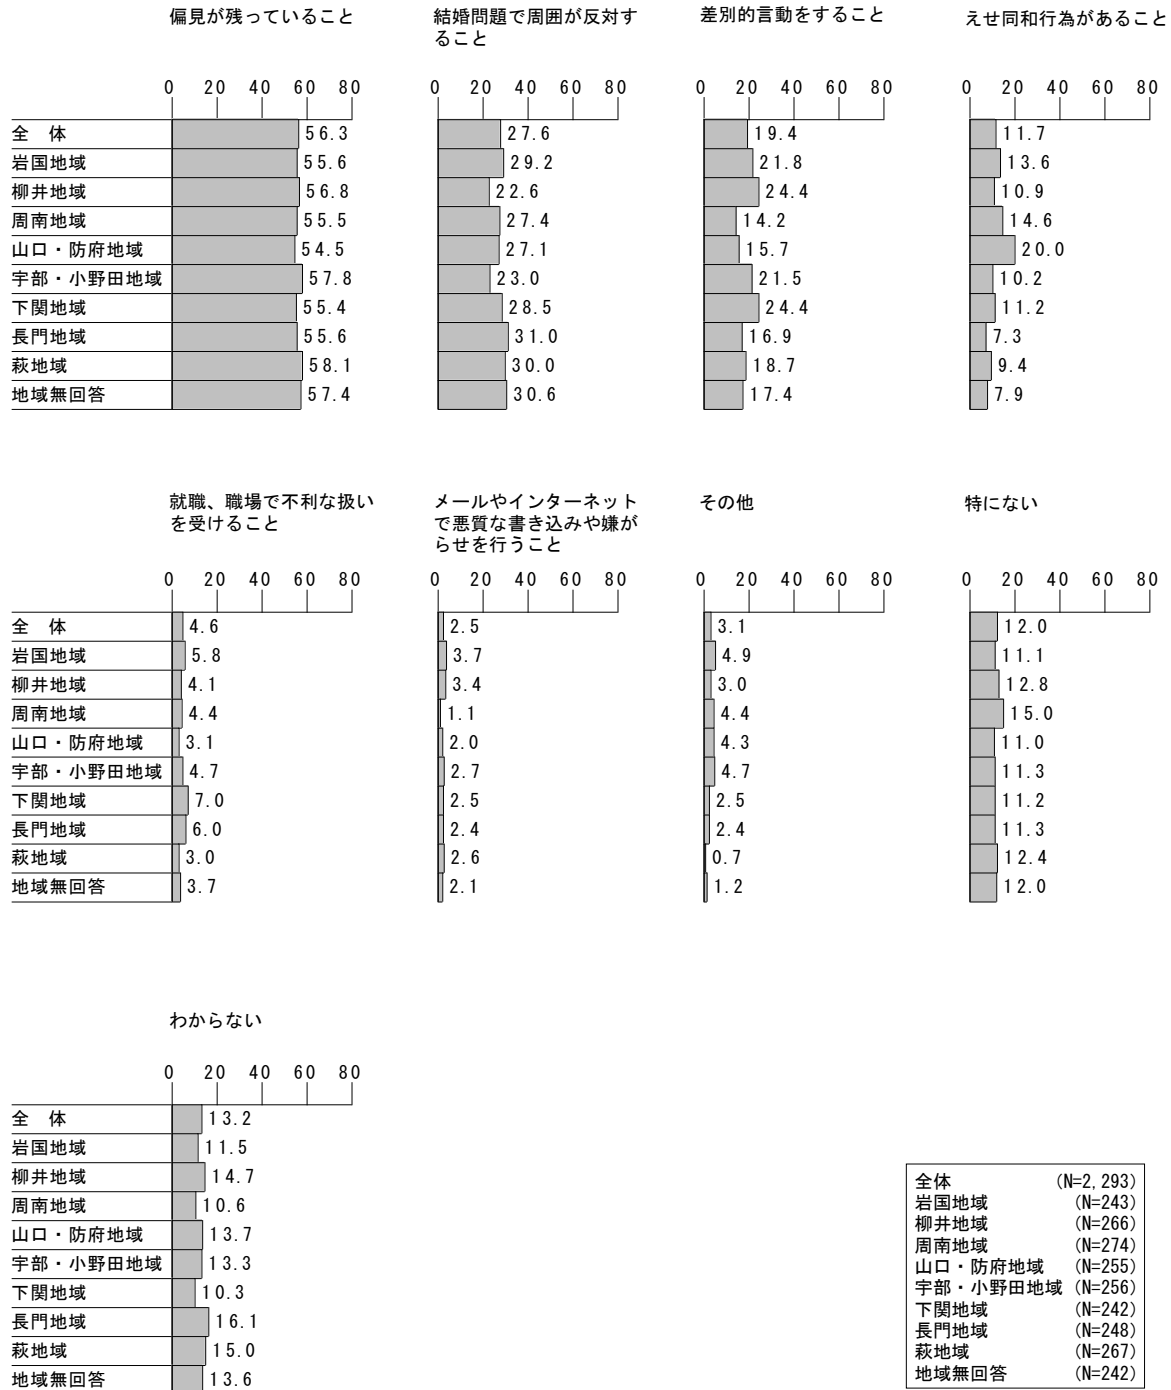 偏見が残っていること
結婚問題で周囲が反対す
ること
差別的言動をすること
えせ同和行為があること
0 20 40 60 80
0 20 40 60 80
0 20 40 60 80
0 20 40 60 80
全 体 56.3 27.6 19.4 11.7
岩国地域 55.6 29.2 21.8 13.6
柳井地域 56.8 22.6 24.4 10.9
周南地域 55.5 27.4 14.2 14.6
山口・防府地域 54.5 27.1 15.7 20.0
宇部・小野田地域 57.8 23.0 21.5 10.2
下関地域 55.4 28.5 24.4 11.2
長門地域 55.6 31.0 16.9 7.3
萩地域 58.1 30.0 18.7 9.4
地域無回答 57.4 30.6 17.4 7.9
就職、職場で不利な扱い
を受けること
メールやインターネット
で悪質な書き込みや嫌が
らせを行うこと
その他
特にない
0 20 40 60 80
0 20 40 60 80
0 20 40 60 80
0 20 40 60 80
全 体 4.6 2.5 3.1 12.0
岩国地域 5.8 3.7 4.9 11.1
柳井地域 4.1 3.4 3.0 12.8
周南地域 4.4 1.1 4.4 15.0
山口・防府地域 3.1 2.0 4.3 11.0
宇部・小野田地域 4.7 2.7 4.7 11.3
下関地域 7.0 2.5 2.5 11.2
長門地域 6.0 2.4 2.4 11.3
萩地域 3.0 2.6 0.7 12.4
地域無回答 3.7 2.1 1.2 12.0
わからない
0 20 40 60 80
全 体 13.2
岩国地域 11.5
柳井地域 14.7
周南地域 10.6
山口・防府地域 13.7
宇部・小野田地域 13.3
下関地域 10.3
長門地域 16.1
萩地域 15.0
地域無回答 13.6
全体 (N=2,293)
岩国地域 (N=243)
柳井地域 (N=266)
周南地域 (N=274)
山口・防府地域 (N=255)
宇部・小野田地域 (N=256)
下関地域 (N=242)
長門地域 (N=248)
萩地域 (N=267)
地域無回答 (N=242)